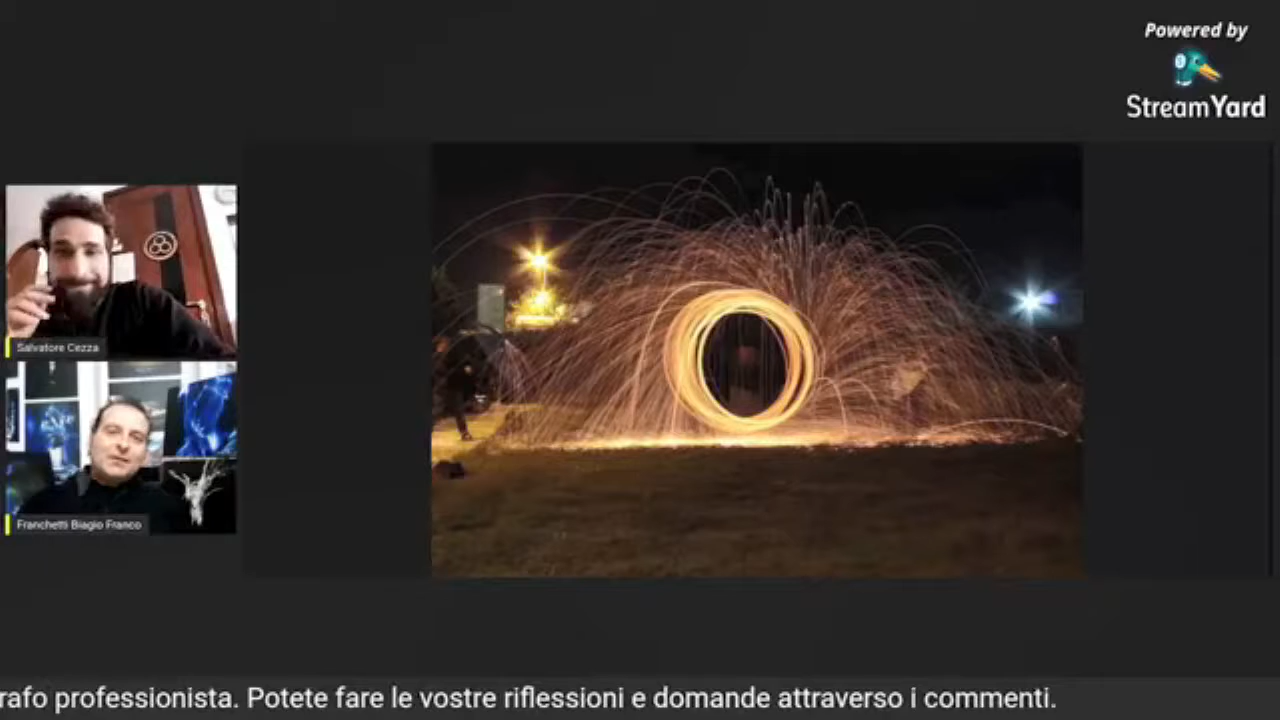 Powered by
StreamYard
Salvatore Cezza
Franchetti Biagio Franco
rafo professionista. Potete fare le vostre riflessioni e domande attraverso i commenti.